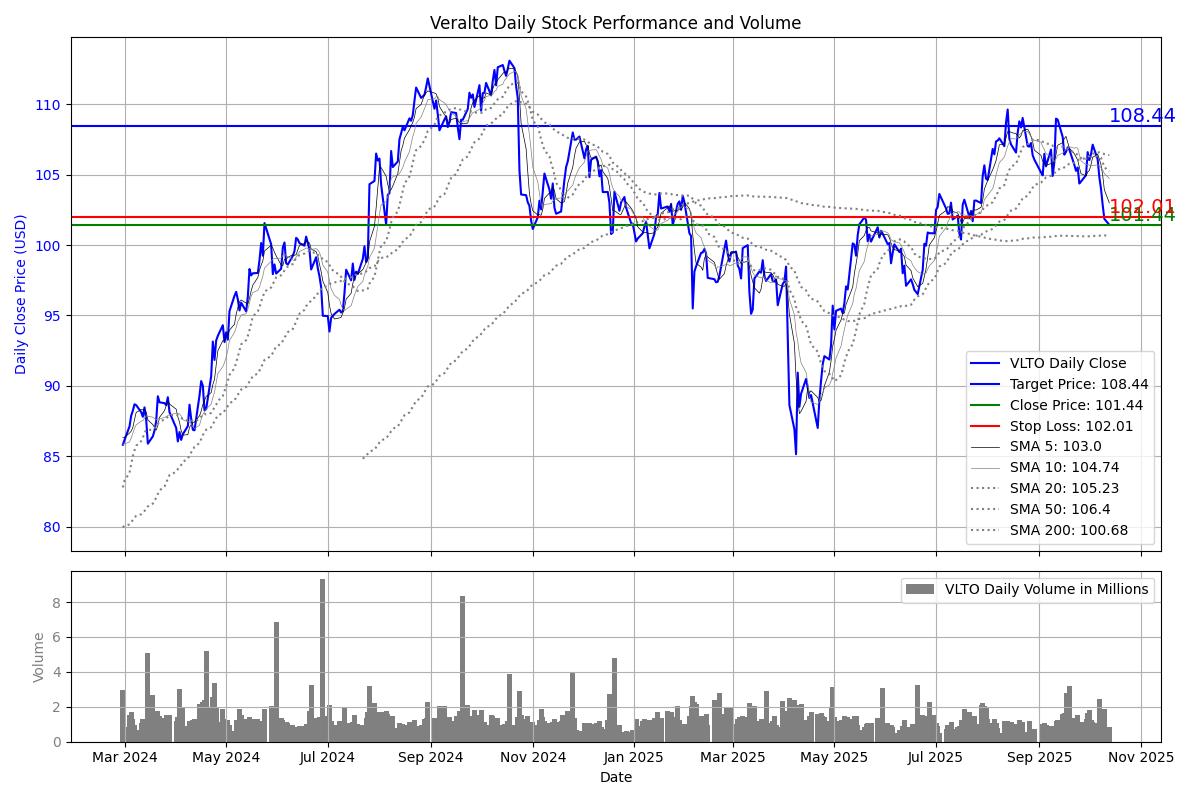 Veralto Daily Stock Performance and Volume
Daily Close Price (USD)
110
105
100
95
90
85
80
108.44
102.01
101.44
VLTO Daily Close
Target Price: 108.44
Close Price: 101.44
Stop Loss: 102.01
SMA 5: 103.0
SMA 10: 104.74
SMA 20: 105.23
SMA 50: 106.4
SMA 200: 100.68
Volume
8
6
4
2
0
VLTO Daily Volume in Millions
Mar 2024 May 2024 Jul 2024 Sep 2024 Nov 2024 Jan 2025 Mar 2025 May 2025 Jul 2025 Sep 2025 Nov 2025
Date